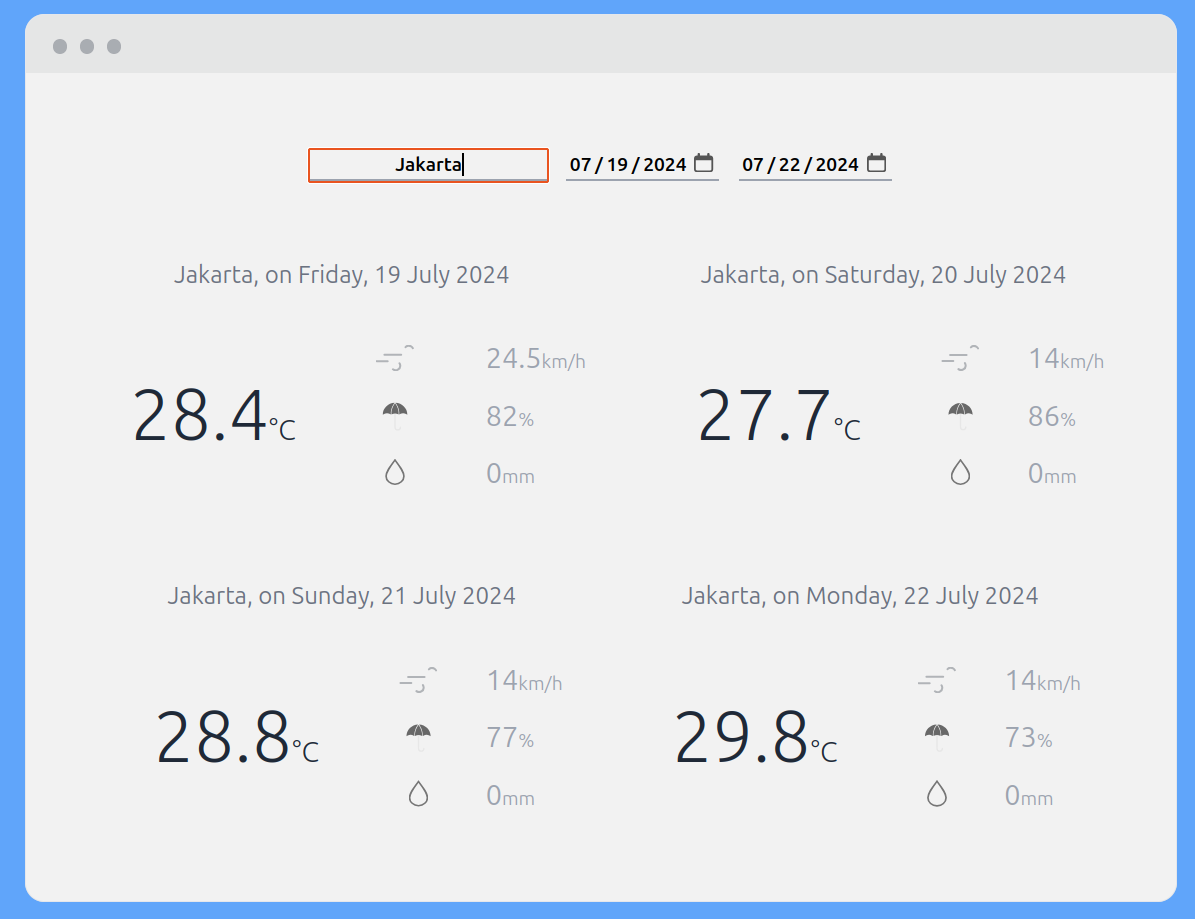 Jakarta 07/19/2024 07/22/2024
Jakarta, on Friday, 19 July 2024
28.4°C
24.5km/h
82%
0mm
Jakarta, on Saturday, 20 July 2024
27.7°C
14km/h
86%
0mm
Jakarta, on Sunday, 21 July 2024
28.8°C
14km/h
77%
0mm
Jakarta, on Monday, 22 July 2024
29.8°C
14km/h
73%
0mm